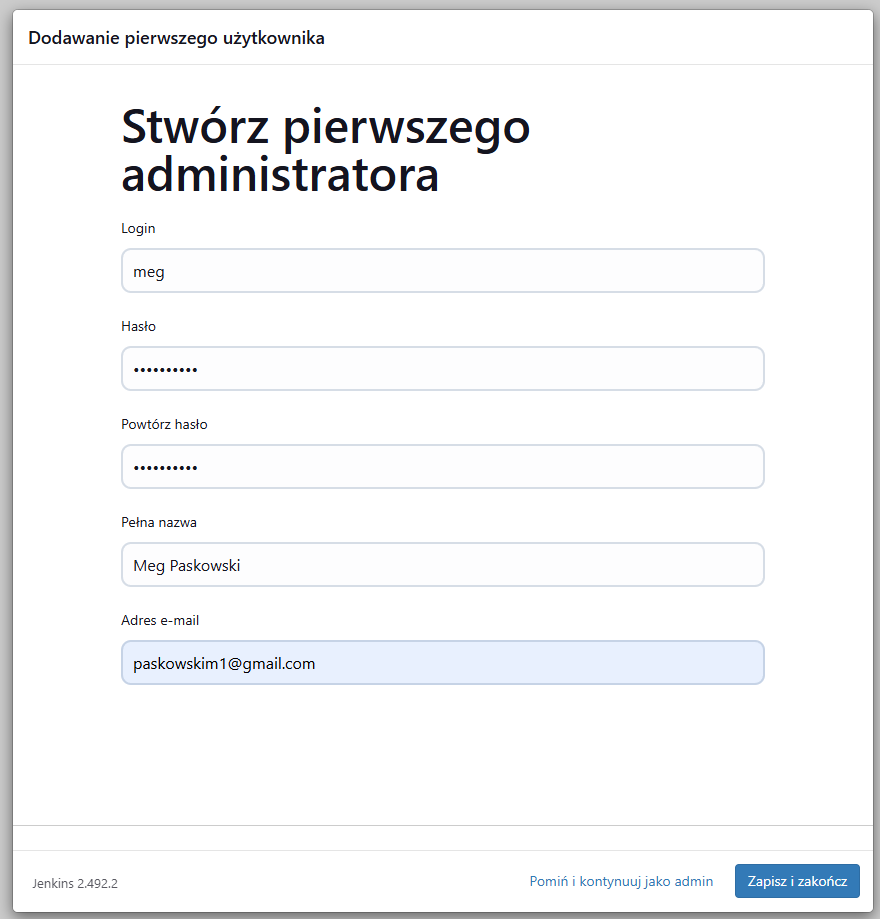 Dodawanie pierwszego użytkownika
Stwórz pierwszego
administratora
Login
meg
Hasło
••••••••••
Powtórz hasło
••••••••••
Pełna nazwa
Meg Paskowski
Adres e-mail
paskowskim1@gmail.com
Jenkins 2.492.2
Pomiń i kontynuuj jako admin
Zapisz i zakończ